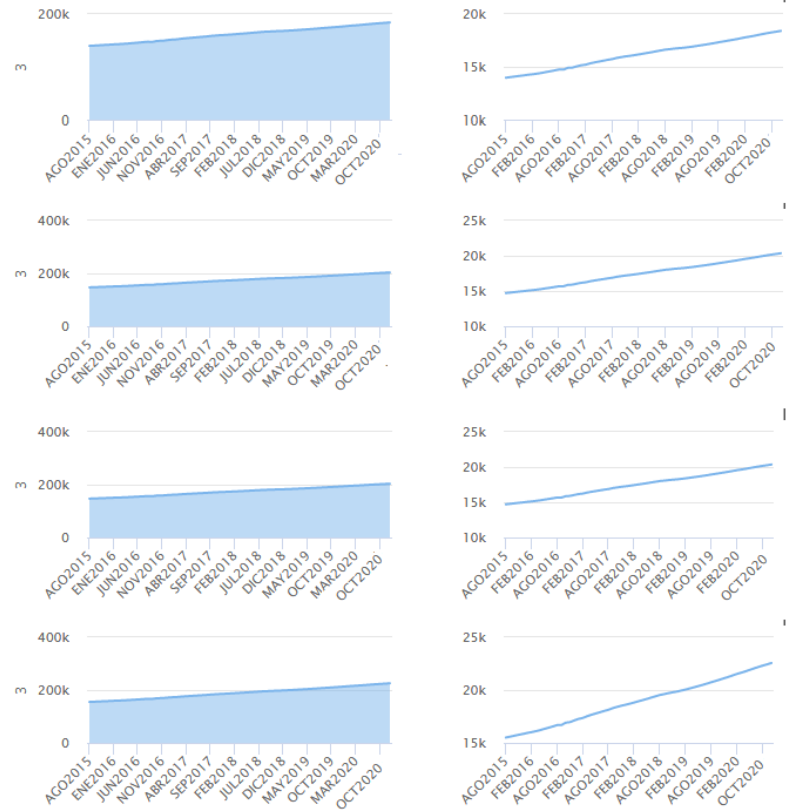 200k
0
3
AGO2015 ENE2016 JUN2016 NOV2016 ABR2017 SEP2017 FEB2018 JUL2018 DIC2018 MAY2019 OCT2019 MAR2020 OCT2020
20k
15k
10k
AGO2015 FEB2016 AGO2016 FEB2017 AGO2017 FEB2018 AGO2018 FEB2019 AGO2019 FEB2020 OCT2020
400k
200k
0
3
AGO2015 ENE2016 JUN2016 NOV2016 ABR2017 SEP2017 FEB2018 JUL2018 DIC2018 MAY2019 OCT2019 MAR2020 OCT2020
25k
20k
15k
10k
AGO2015 FEB2016 AGO2016 FEB2017 AGO2017 FEB2018 AGO2018 FEB2019 AGO2019 FEB2020 OCT2020
400k
200k
0
3
AGO2015 ENE2016 JUN2016 NOV2016 ABR2017 SEP2017 FEB2018 JUL2018 DIC2018 MAY2019 OCT2019 MAR2020 OCT2020
25k
20k
15k
10k
AGO2015 FEB2016 AGO2016 FEB2017 AGO2017 FEB2018 AGO2018 FEB2019 AGO2019 FEB2020 OCT2020
400k
200k
0
3
AGO2015 ENE2016 JUN2016 NOV2016 ABR2017 SEP2017 FEB2018 JUL2018 DIC2018 MAY2019 OCT2019 MAR2020 OCT2020
25k
20k
15k
AGO2015 FEB2016 AGO2016 FEB2017 AGO2017 FEB2018 AGO2018 FEB2019 AGO2019 FEB2020 OCT2020